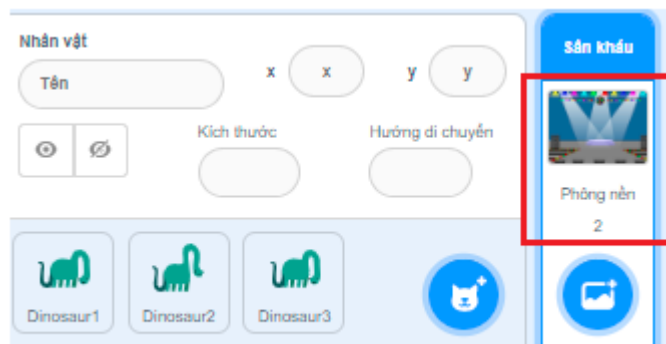 Nhân vật
Tên
x x y y
Kích thước Hướng di chuyển
Dinosaur1 Dinosaur2 Dinosaur3
Sân khấu
Phông nền
2